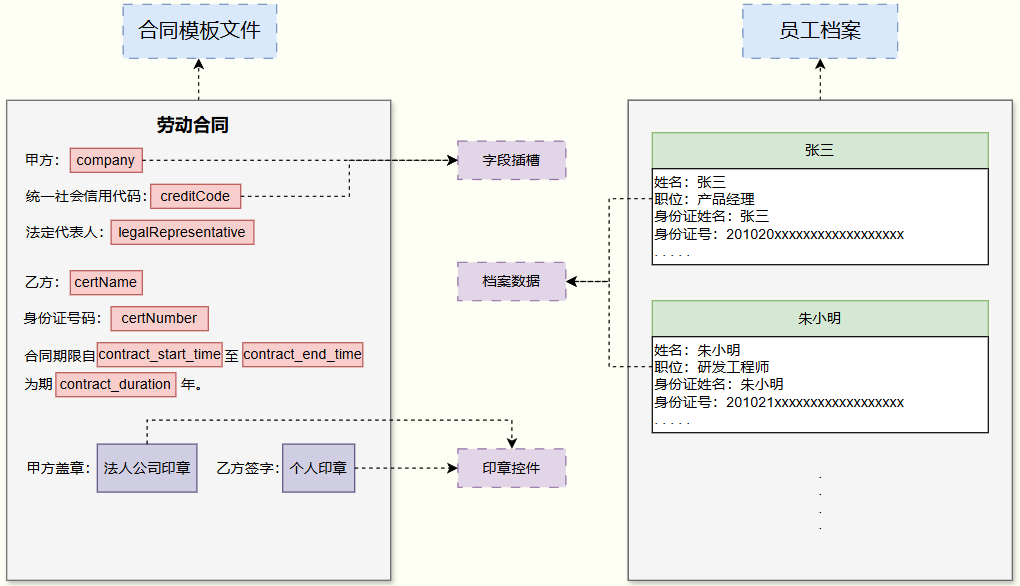 合同模板文件
员工档案
劳动合同
甲方： company
统一社会信用代码： creditCode
法定代表人： legalRepresentative
乙方： certName
身份证号码： certNumber
合同期限自 contract_start_time 至 contract_end_time
为期 contract_duration 年。
甲方盖章： 法人公司印章 乙方签字： 个人印章
字段插槽
档案数据
印章控件
张三
姓名：张三
职位：产品经理
身份证姓名：张三
身份证号：201020xxxxxxxxxxxxxxxxxx
. . . . .
朱小明
姓名：朱小明
职位：研发工程师
身份证姓名：朱小明
身份证号：201021xxxxxxxxxxxxxxxxxx
. . . . .
.
.
.
.